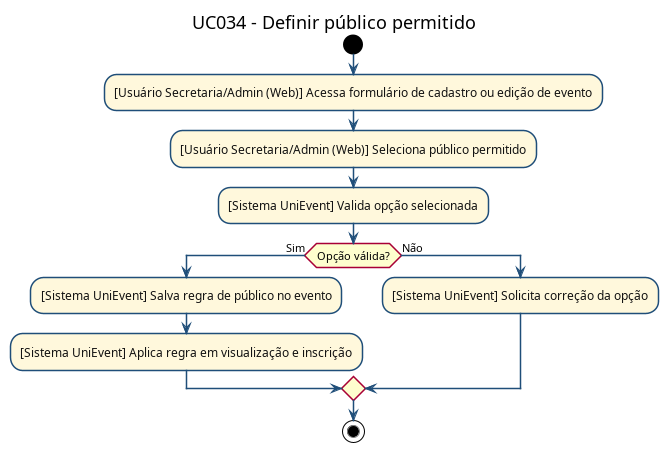 UC034 - Definir público permitido
[Usuário Secretaria/Admin (Web)] Acessa formulário de cadastro ou edição de evento
[Usuário Secretaria/Admin (Web)] Seleciona público permitido
[Sistema UniEvent] Valida opção selecionada
Sim
Opção válida?
Não
[Sistema UniEvent] Salva regra de público no evento
[Sistema UniEvent] Solicita correção da opção
[Sistema UniEvent] Aplica regra em visualização e inscrição